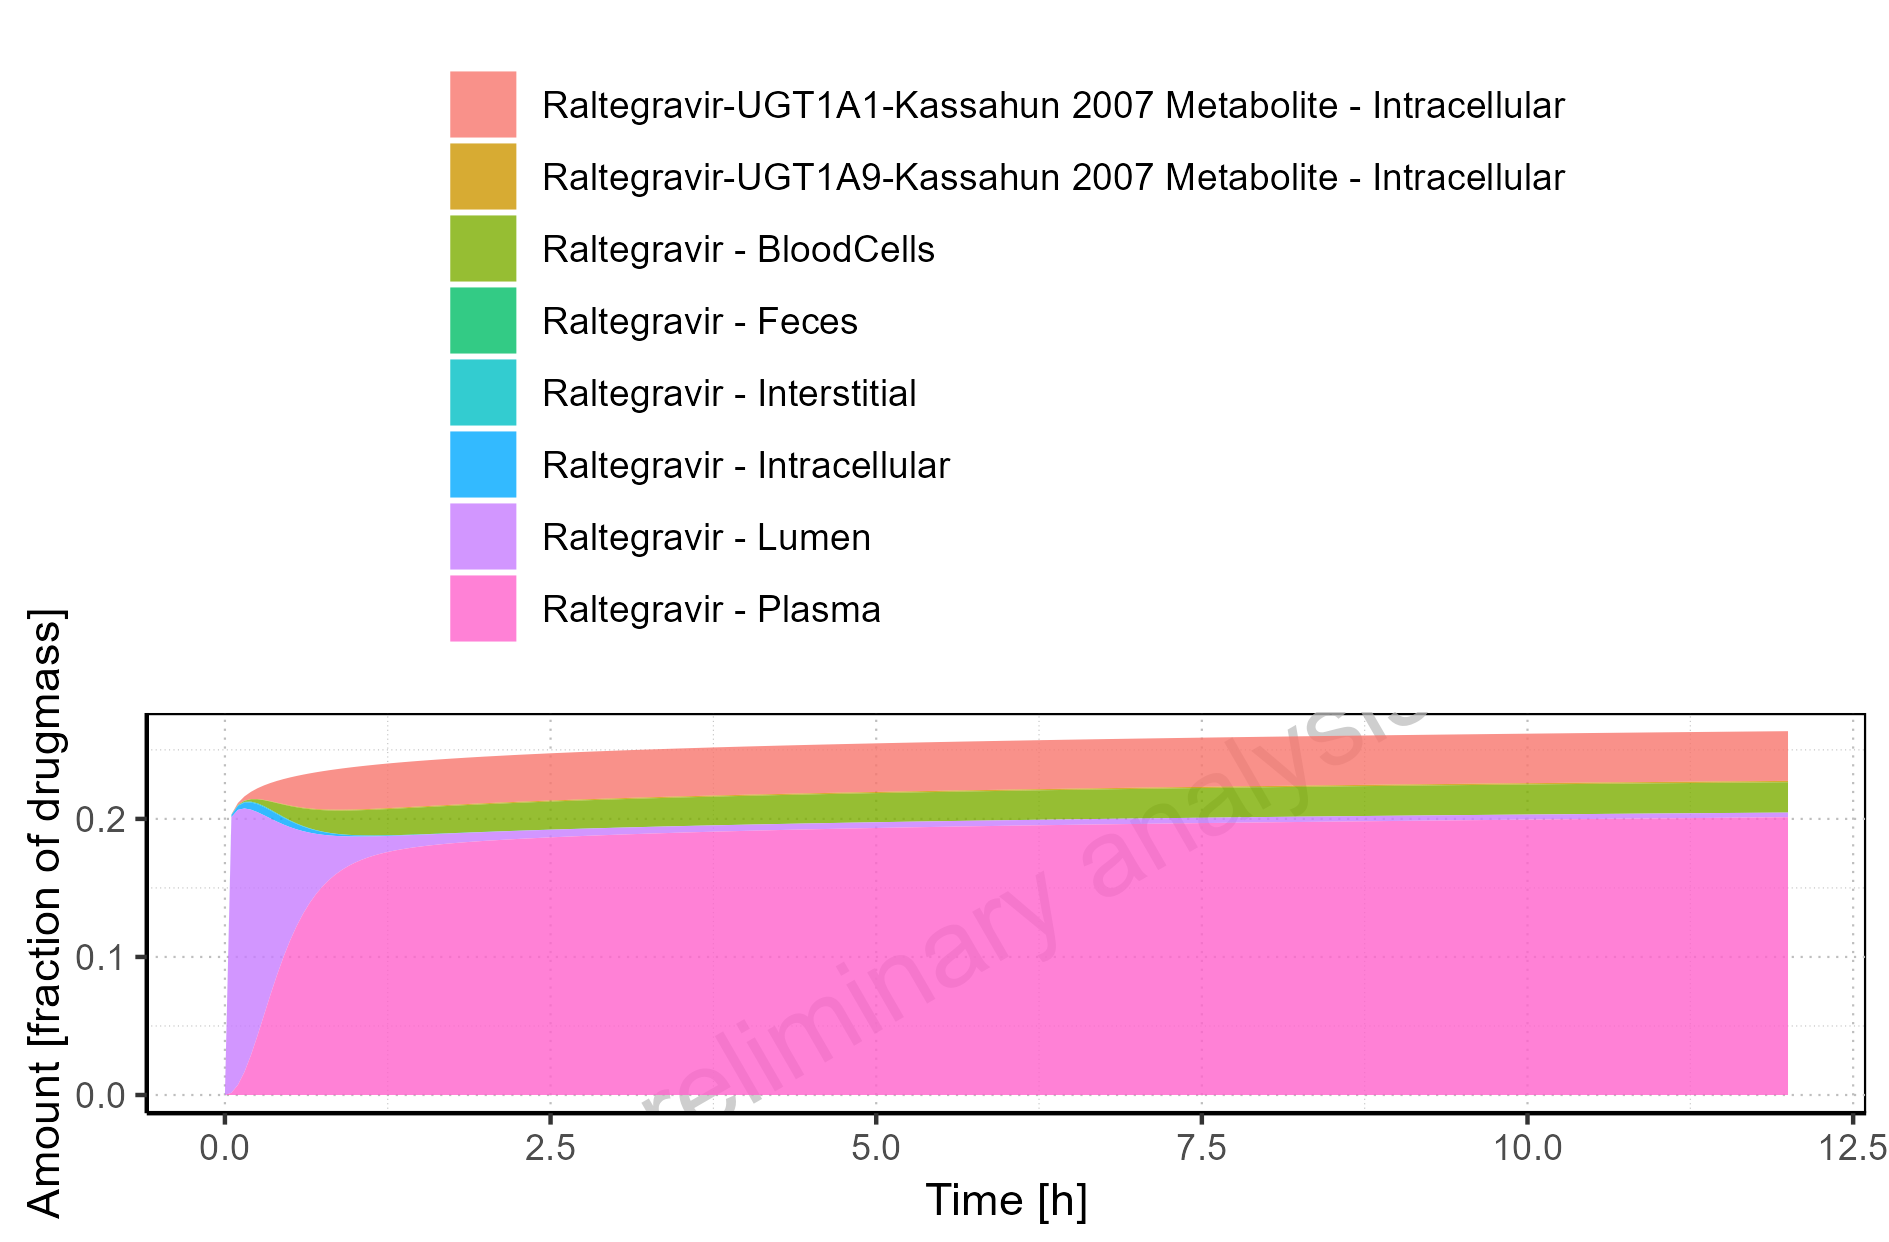 Raltegravir-UGT1A1-Kassahun 2007 Metabolite - Intracellular
Raltegravir-UGT1A9-Kassahun 2007 Metabolite - Intracellular
Raltegravir - BloodCells
Raltegravir - Feces
Raltegravir - Interstitial
Raltegravir - Intracellular
Raltegravir - Lumen
Raltegravir - Plasma
Amount [fraction of drugmass]
0.2
0.1
0.0
reliminary analysis
0.0 2.5 5.0 7.5 10.0 12.5
Time [h]